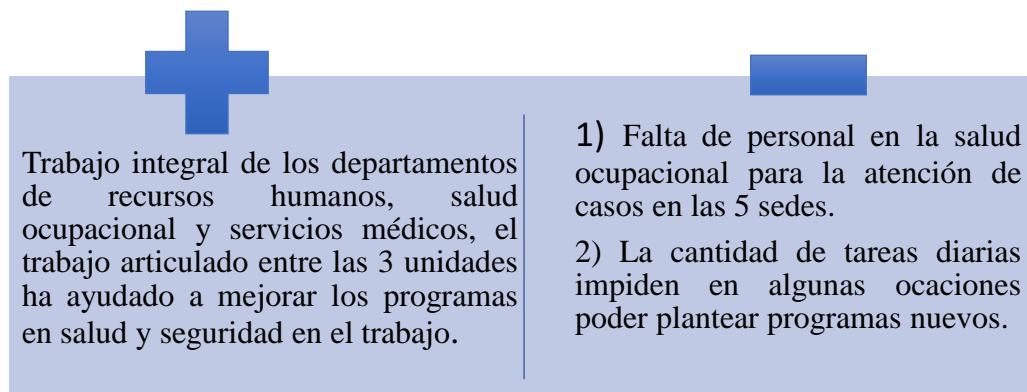 Trabajo integral de los departamentos
de recursos humanos, salud
ocupacional y servicios médicos, el
trabajo articulado entre las 3 unidades
ha ayudado a mejorar los programas
en salud y seguridad en el trabajo.
1) Falta de personal en la salud
ocupacional para la atención de
casos en las 5 sedes.
2) La cantidad de tareas diarias
impiden en algunas ocaciones
poder plantear programas nuevos.